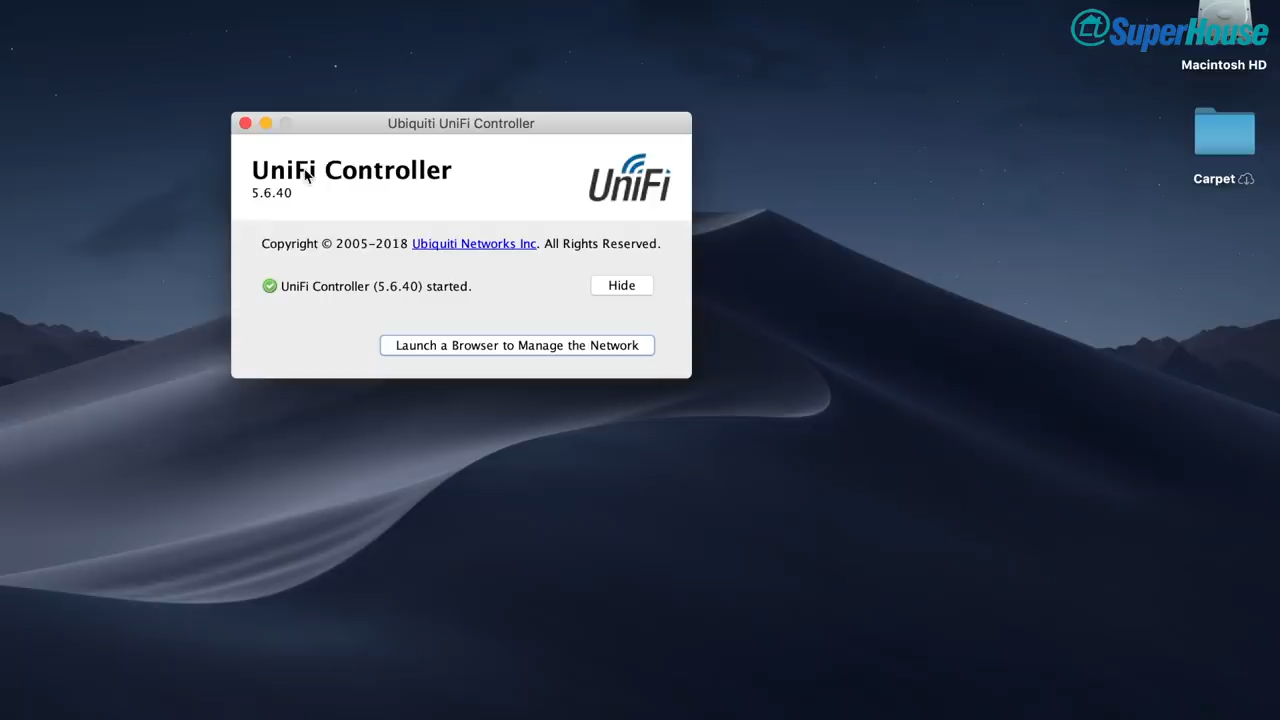 @SuperHouse
Macintosh HD
Ubiquiti UniFi Controller
UniFi Controller
5.6.40
UniFi
Copyright © 2005-2018 Ubiquiti Networks Inc. All Rights Reserved.
UniFi Controller (5.6.40) started.
Hide
Launch a Browser to Manage the Network
Carpet